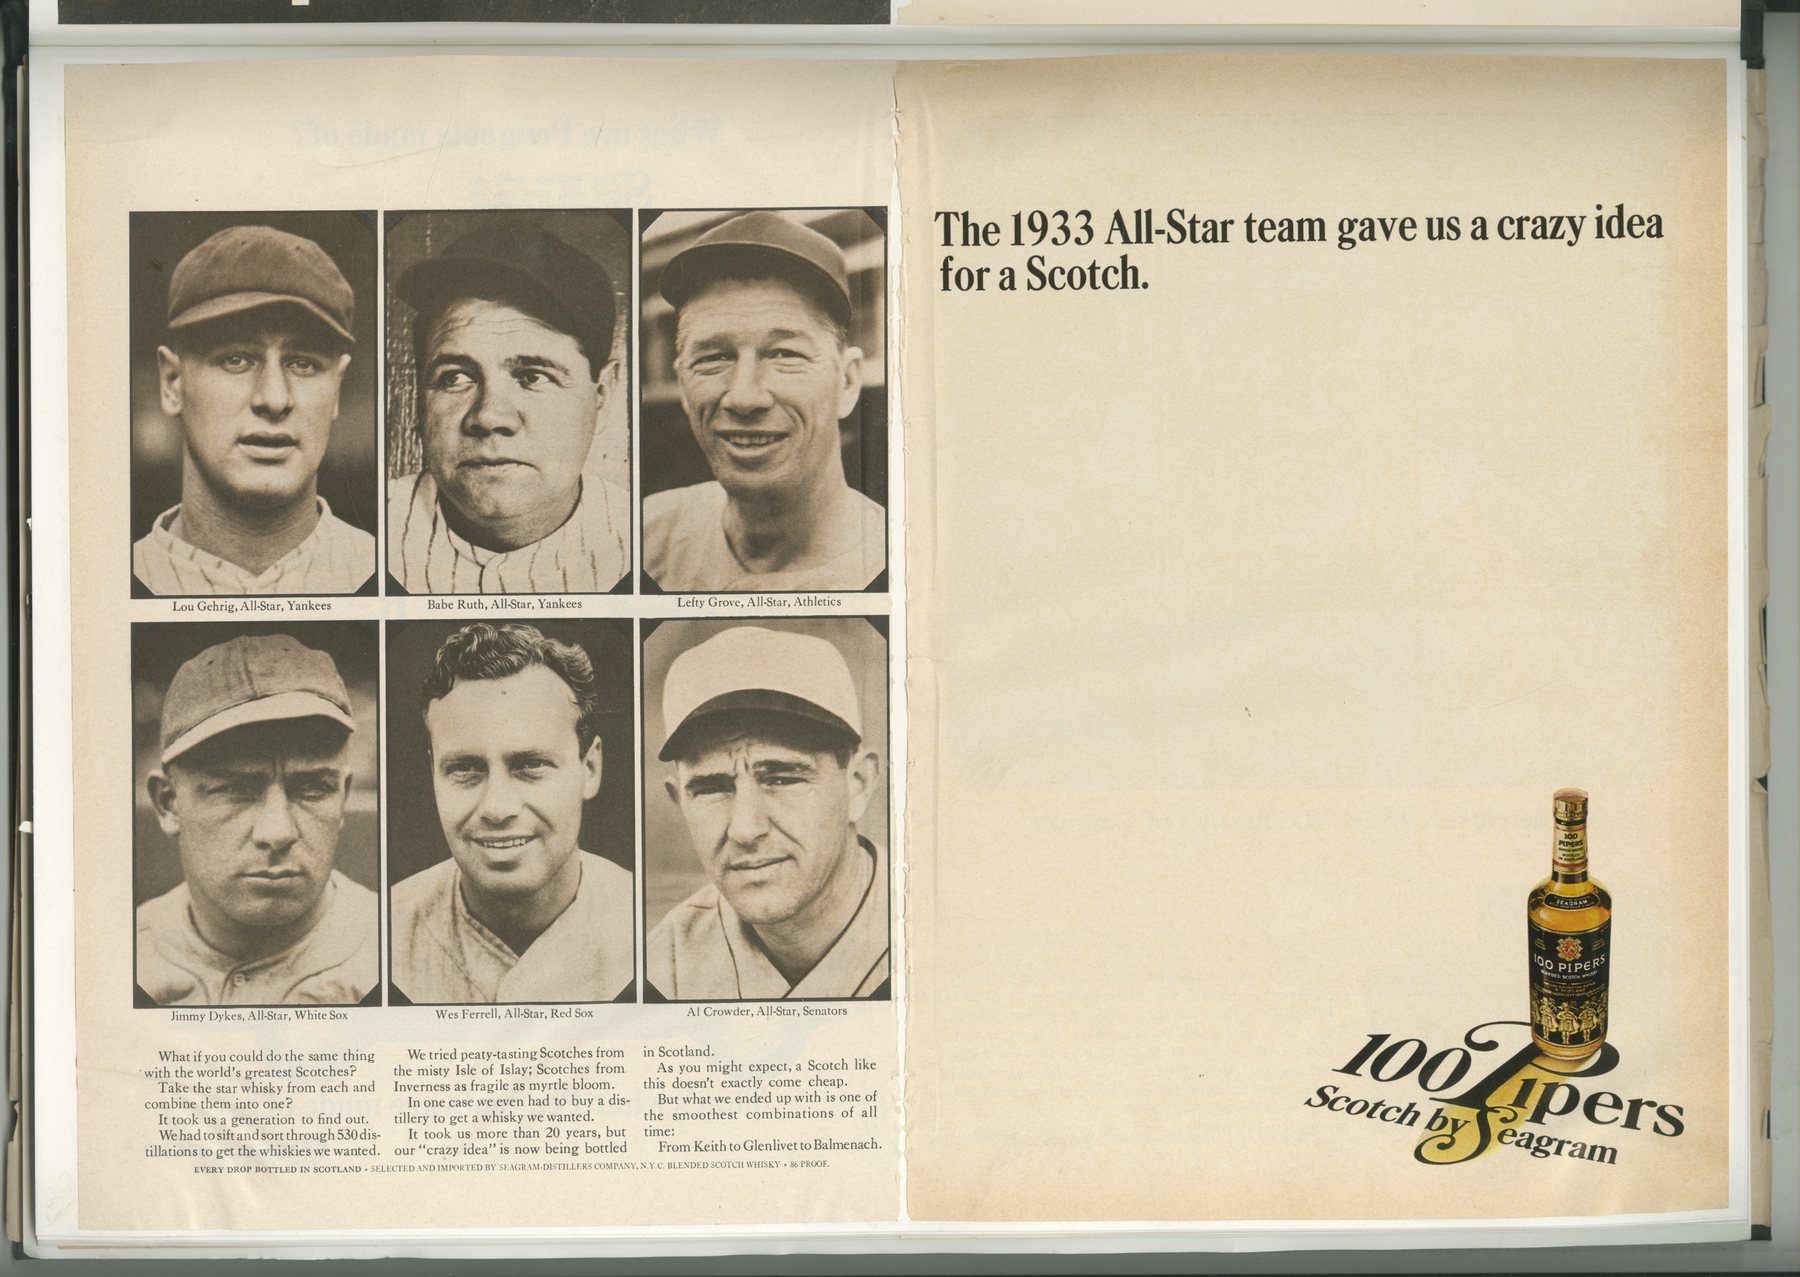 The 1933 All-Star team gave us a crazy idea
for a Scotch.
Lou Gehrig, All-Star, Yankees
Babe Ruth, All-Star, Yankees
Lefty Grove, All-Star, Athletics
Jimmy Dykes, All-Star, White Sox
Wes Ferrell, All-Star, Red Sox
Al Crowder, All-Star, Senators
What if you could do the same thing
with the world's greatest Scotches?
Take the star whisky from each and
combine them into one?
It took us a generation to find out.
We had to sift and sort through 530 dis-
tillations to get the whiskies we wanted.
We tried peaty-tasting Scotches from
the misty Isle of Islay; Scotches from
Inverness as fragile as myrtle bloom.
In one case we even had to buy a dis-
tillery to get a whisky we wanted.
It took us more than 20 years, but
our "crazy idea" is now being bottled
in Scotland.
As you might expect, a Scotch like
this doesn't exactly come cheap.
But what we ended up with is one of
the smoothest combinations of all
time:
From Keith to Glenlivet to Balmenach.
EVERY DROP BOTTLED IN SCOTLAND • SELECTED AND IMPORTED BY SEAGRAM-DISTILLERS COMPANY, N.Y.C. BLENDED SCOTCH WHISKY • 86 PROOF.
100
PIPERS
SEAGRAM
100 PIPERS
BLENDED SCOTCH WHISKY
100 Pipers
Scotch by Seagram